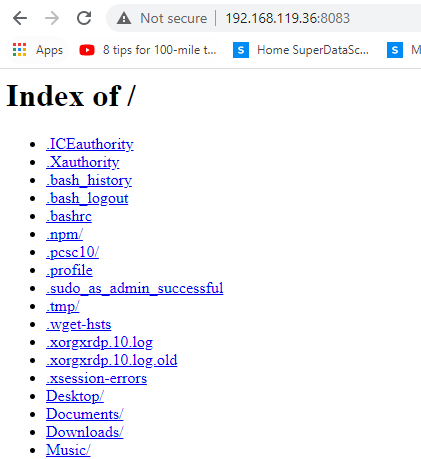 Not secure | 192.168.119.36:8083
Apps 8 tips for 100-mile t... S Home SuperDataSc... S M
Index of /
.ICEauthority
.Xauthority
.bash_history
.bash_logout
.bashrc
.npm/
.pcsc10/
.profile
.sudo_as_admin_successful
.tmp/
.wget-hsts
.xorgxrdp.10.log
.xorgxrdp.10.log.old
.xsession-errors
Desktop/
Documents/
Downloads/
Music/